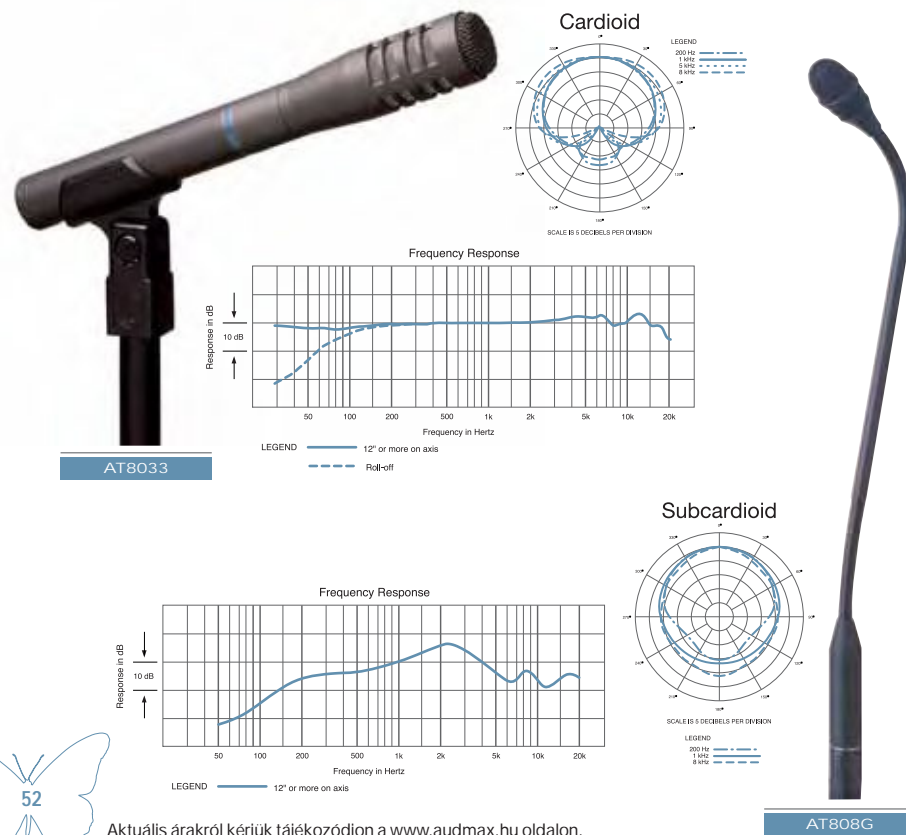 Cardioid
LEGEND
200 Hz
1 kHz
5 kHz
8 kHz
SCALE IS 5 DECIBELS PER DIVISION
Frequency Response
Response in dB
10 dB
50 100 200 500 1k 2k 5k 10k 20k
Frequency in Hertz
LEGEND 12" or more on axis
Roll-off
AT8033
Subcardioid
SCALE IS 5 DECIBELS PER DIVISION
LEGEND
200 Hz
1 kHz
8 kHz
Frequency Response
Response in dB
10 dB
50 100 200 500 1k 2k 5k 10k 20k
Frequency in Hertz
LEGEND 12" or more on axis
AT808G
52
Aktuális árakról kérjük tájékozódjon a www.audmax.hu oldalon.